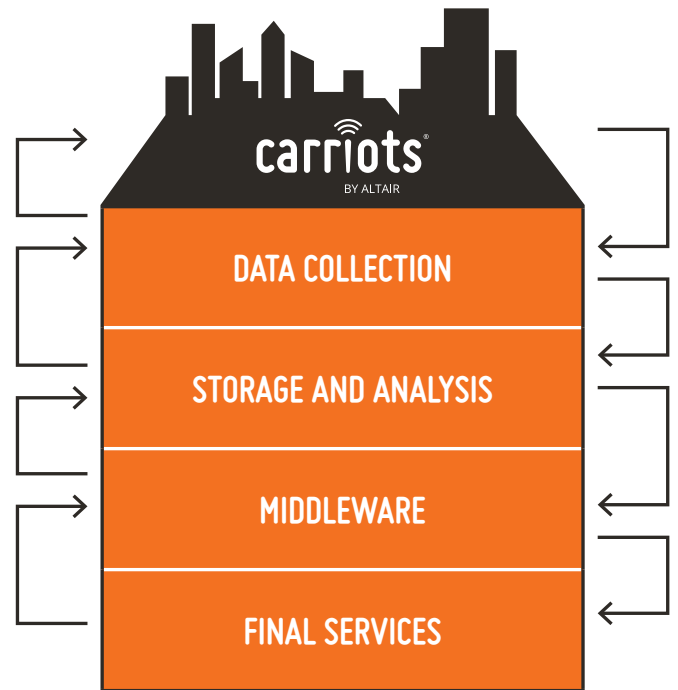 carriots®
BY ALTAIR
DATA COLLECTION
STORAGE AND ANALYSIS
MIDDLEWARE
FINAL SERVICES